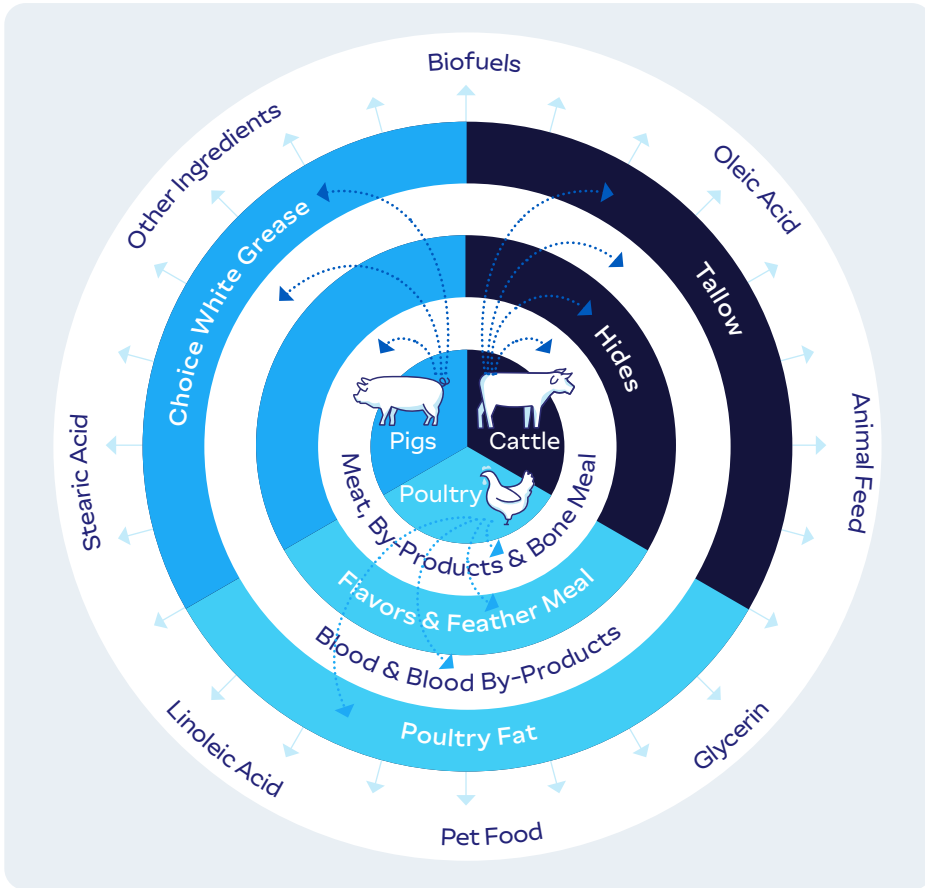 Biofuels
Other Ingredients
Oleic Acid
Choice White Grease
Tallow
Hides
Stearic Acid
Pigs
Cattle
Animal Feed
Poultry
Meat, By-Products & Bone Meal
Flavors & Feather Meal
Blood & Blood By-Products
Poultry Fat
Linoleic Acid
Glycerin
Pet Food